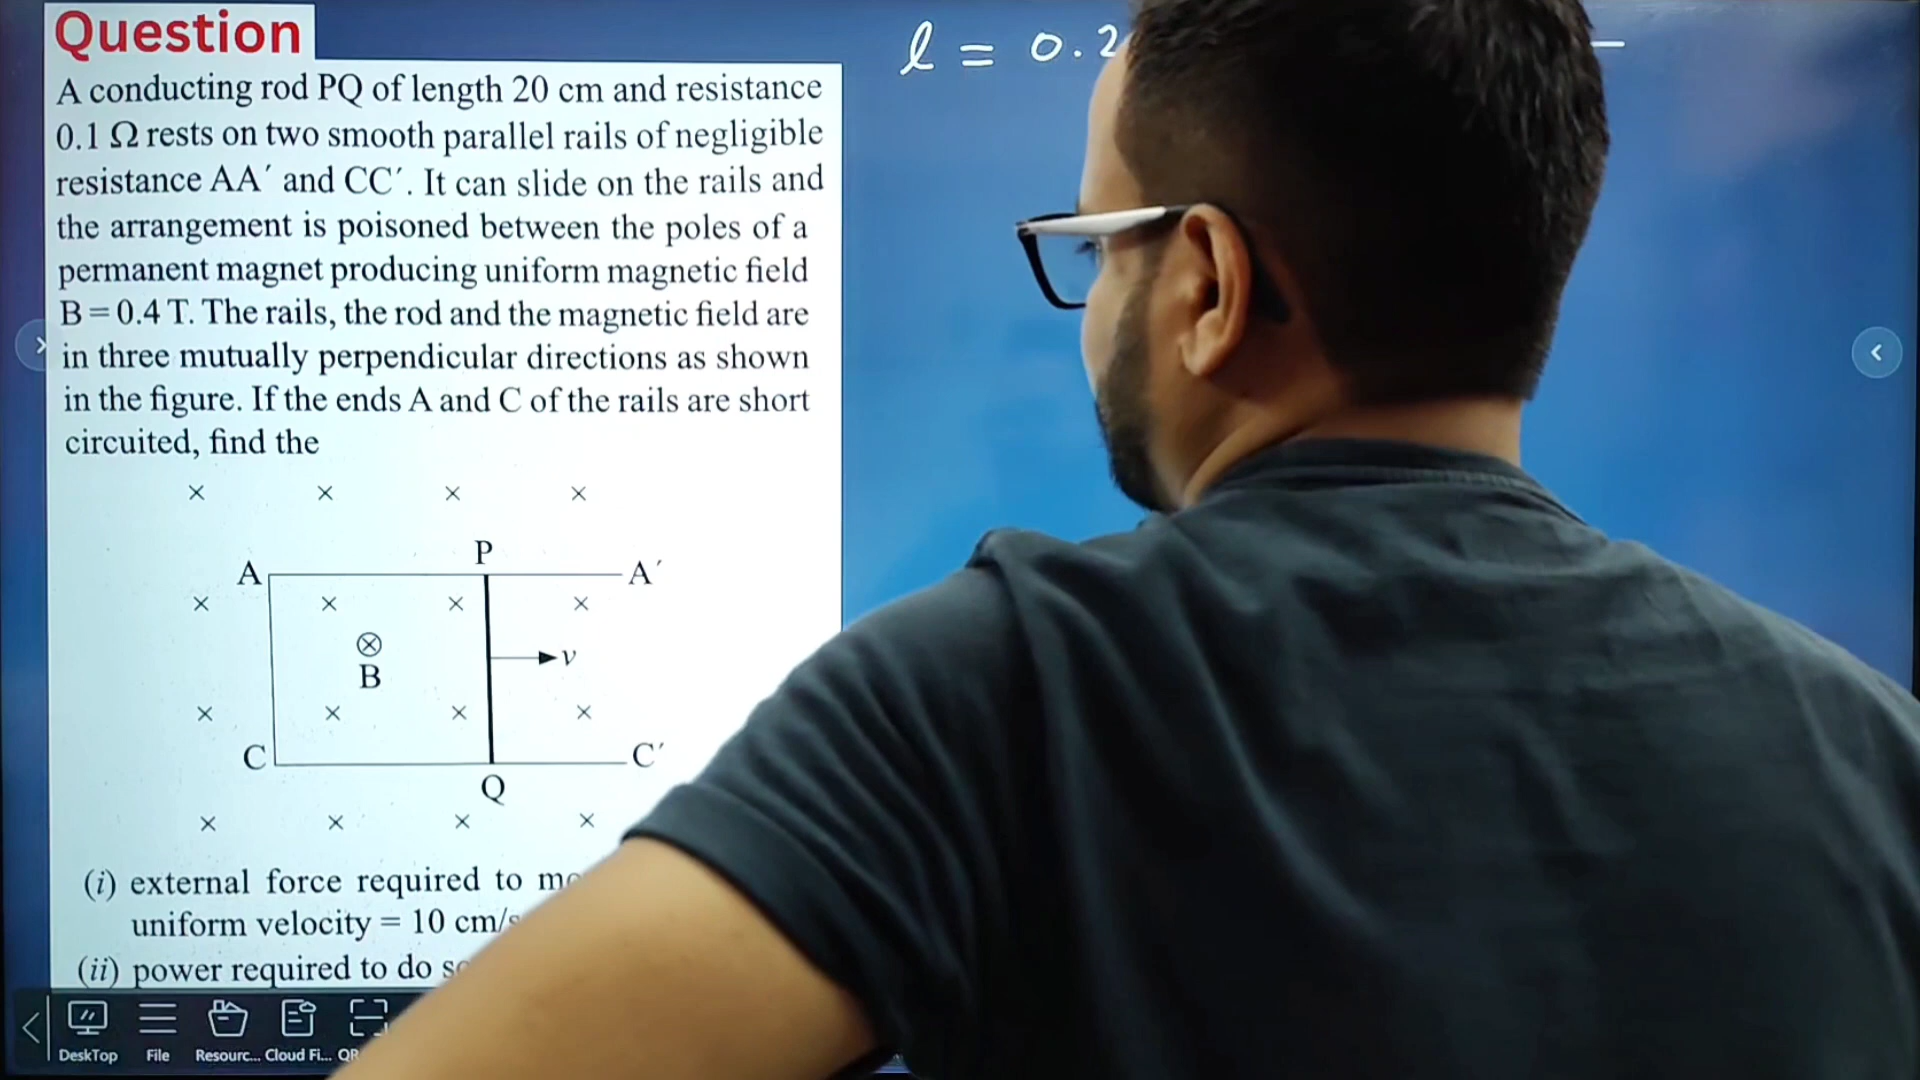 Question
A conducting rod PQ of length 20 cm and resistance
0.1 Ω rests on two smooth parallel rails of negligible
resistance AA′ and CC′. It can slide on the rails and
the arrangement is poisoned between the poles of a
permanent magnet producing uniform magnetic field
B = 0.4 T. The rails, the rod and the magnetic field are
in three mutually perpendicular directions as shown
in the figure. If the ends A and C of the rails are short
circuited, find the
× × × ×
P
A A′
× × × ×
⊗
B
v
× × × ×
C C′
Q
× × × ×
(i) external force required to
uniform velocity = 10 cm/s
(ii) power required to do
l = 0.2
DeskTop
File
Resourc...
Cloud Fi...